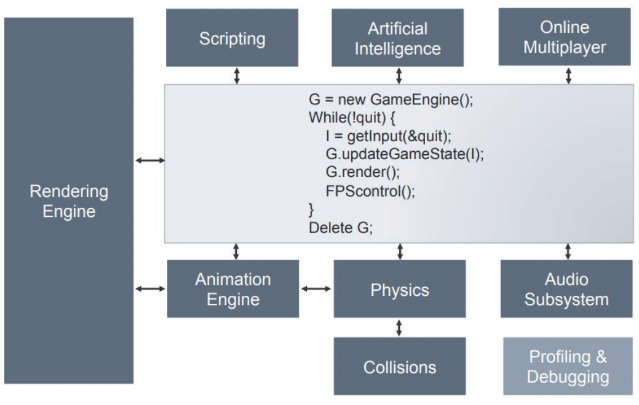 Scripting
Artificial
Intelligence
Online
Multiplayer
Rendering
Engine
G = new GameEngine();
While(!quit) {
I = getInput(&quit);
G.updateGameState(I);
G.render();
FPScontrol();
}
Delete G;
Animation
Engine
Physics
Audio
Subsystem
Collisions
Profiling &
Debugging